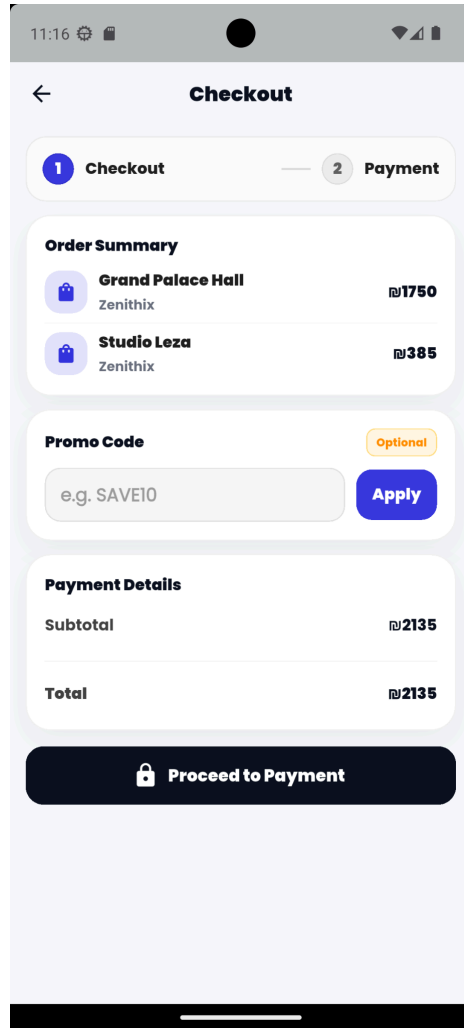 11:16
Checkout
1 Checkout
2 Payment
Order Summary
Grand Palace Hall
Zenithix
₪1750
Studio Leza
Zenithix
₪385
Promo Code
Optional
e.g. SAVE10
Apply
Payment Details
Subtotal ₪2135
Total ₪2135
Proceed to Payment